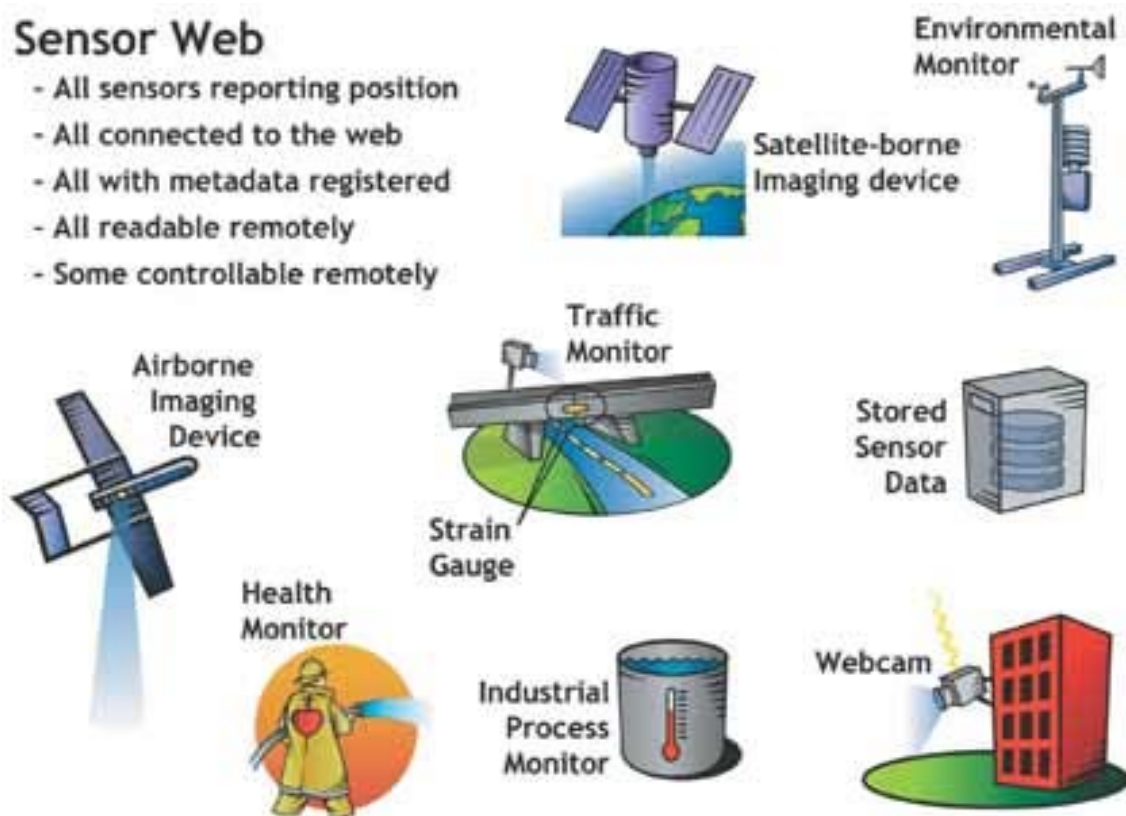 Sensor Web
- All sensors reporting position
- All connected to the web
- All with metadata registered
- All readable remotely
- Some controllable remotely
Satellite-borne
Imaging device
Environmental
Monitor
Airborne
Imaging
Device
Traffic
Monitor
Strain
Gauge
Stored
Sensor
Data
Health
Monitor
Industrial
Process
Monitor
Webcam